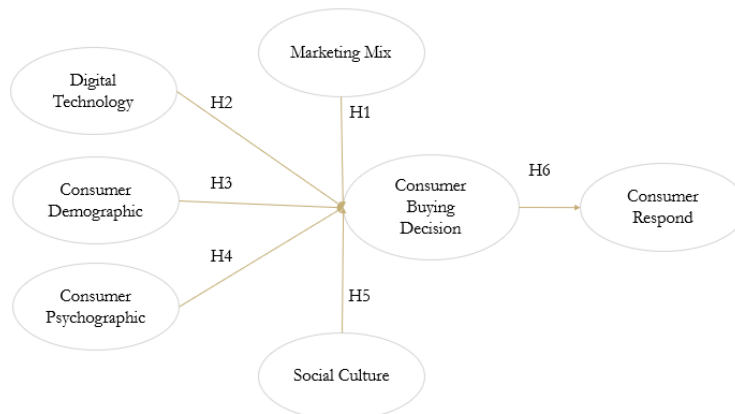 Marketing Mix
Digital
Technology
H2
H1
Consumer
Demographic
H3
Consumer
Buying
Decision
H6
Consumer
Respond
H4
Consumer
Psychographic
H5
Social Culture